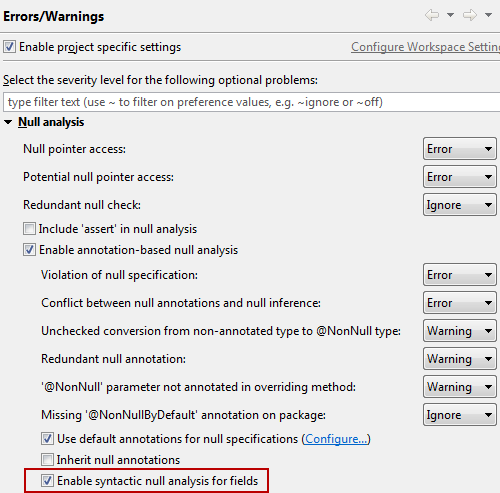 Errors/Warnings
Enable project specific settings Configure Workspace Settin
Select the severity level for the following optional problems:
type filter text (use ~ to filter on preference values, e.g. ~ignore or ~off)
Null analysis
Null pointer access: Error
Potential null pointer access: Error
Redundant null check: Ignore
Include 'assert' in null analysis
Enable annotation-based null analysis
Violation of null specification: Error
Conflict between null annotations and null inference: Error
Unchecked conversion from non-annotated type to @NonNull type: Warning
Redundant null annotation: Warning
'@NonNull' parameter not annotated in overriding method: Warning
Missing '@NonNullByDefault' annotation on package: Ignore
Use default annotations for null specifications (Configure...)
Inherit null annotations
Enable syntactic null analysis for fields